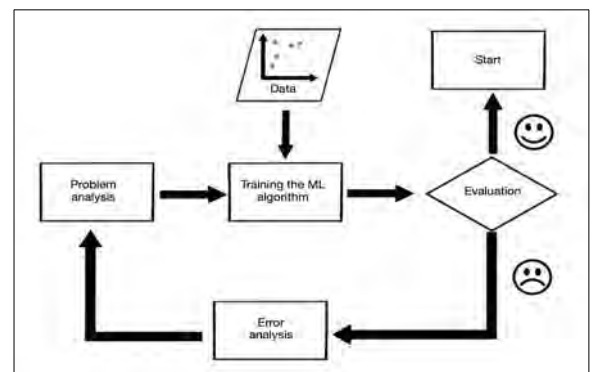 Data
Start
Problem
analysis
Training the ML
algorithm
Evaluation
Error
analysis